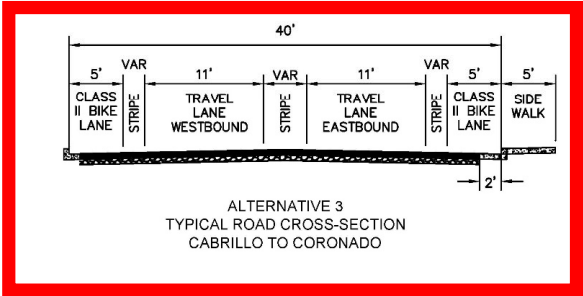 40'
VAR VAR
5' 11' VAR 11' 5' 5'
CLASS II BIKE LANE
STRIPE
TRAVEL LANE WESTBOUND
STRIPE
TRAVEL LANE EASTBOUND
STRIPE
CLASS II BIKE LANE
SIDE WALK
2'
ALTERNATIVE 3
TYPICAL ROAD CROSS-SECTION
CABRILLO TO CORONADO